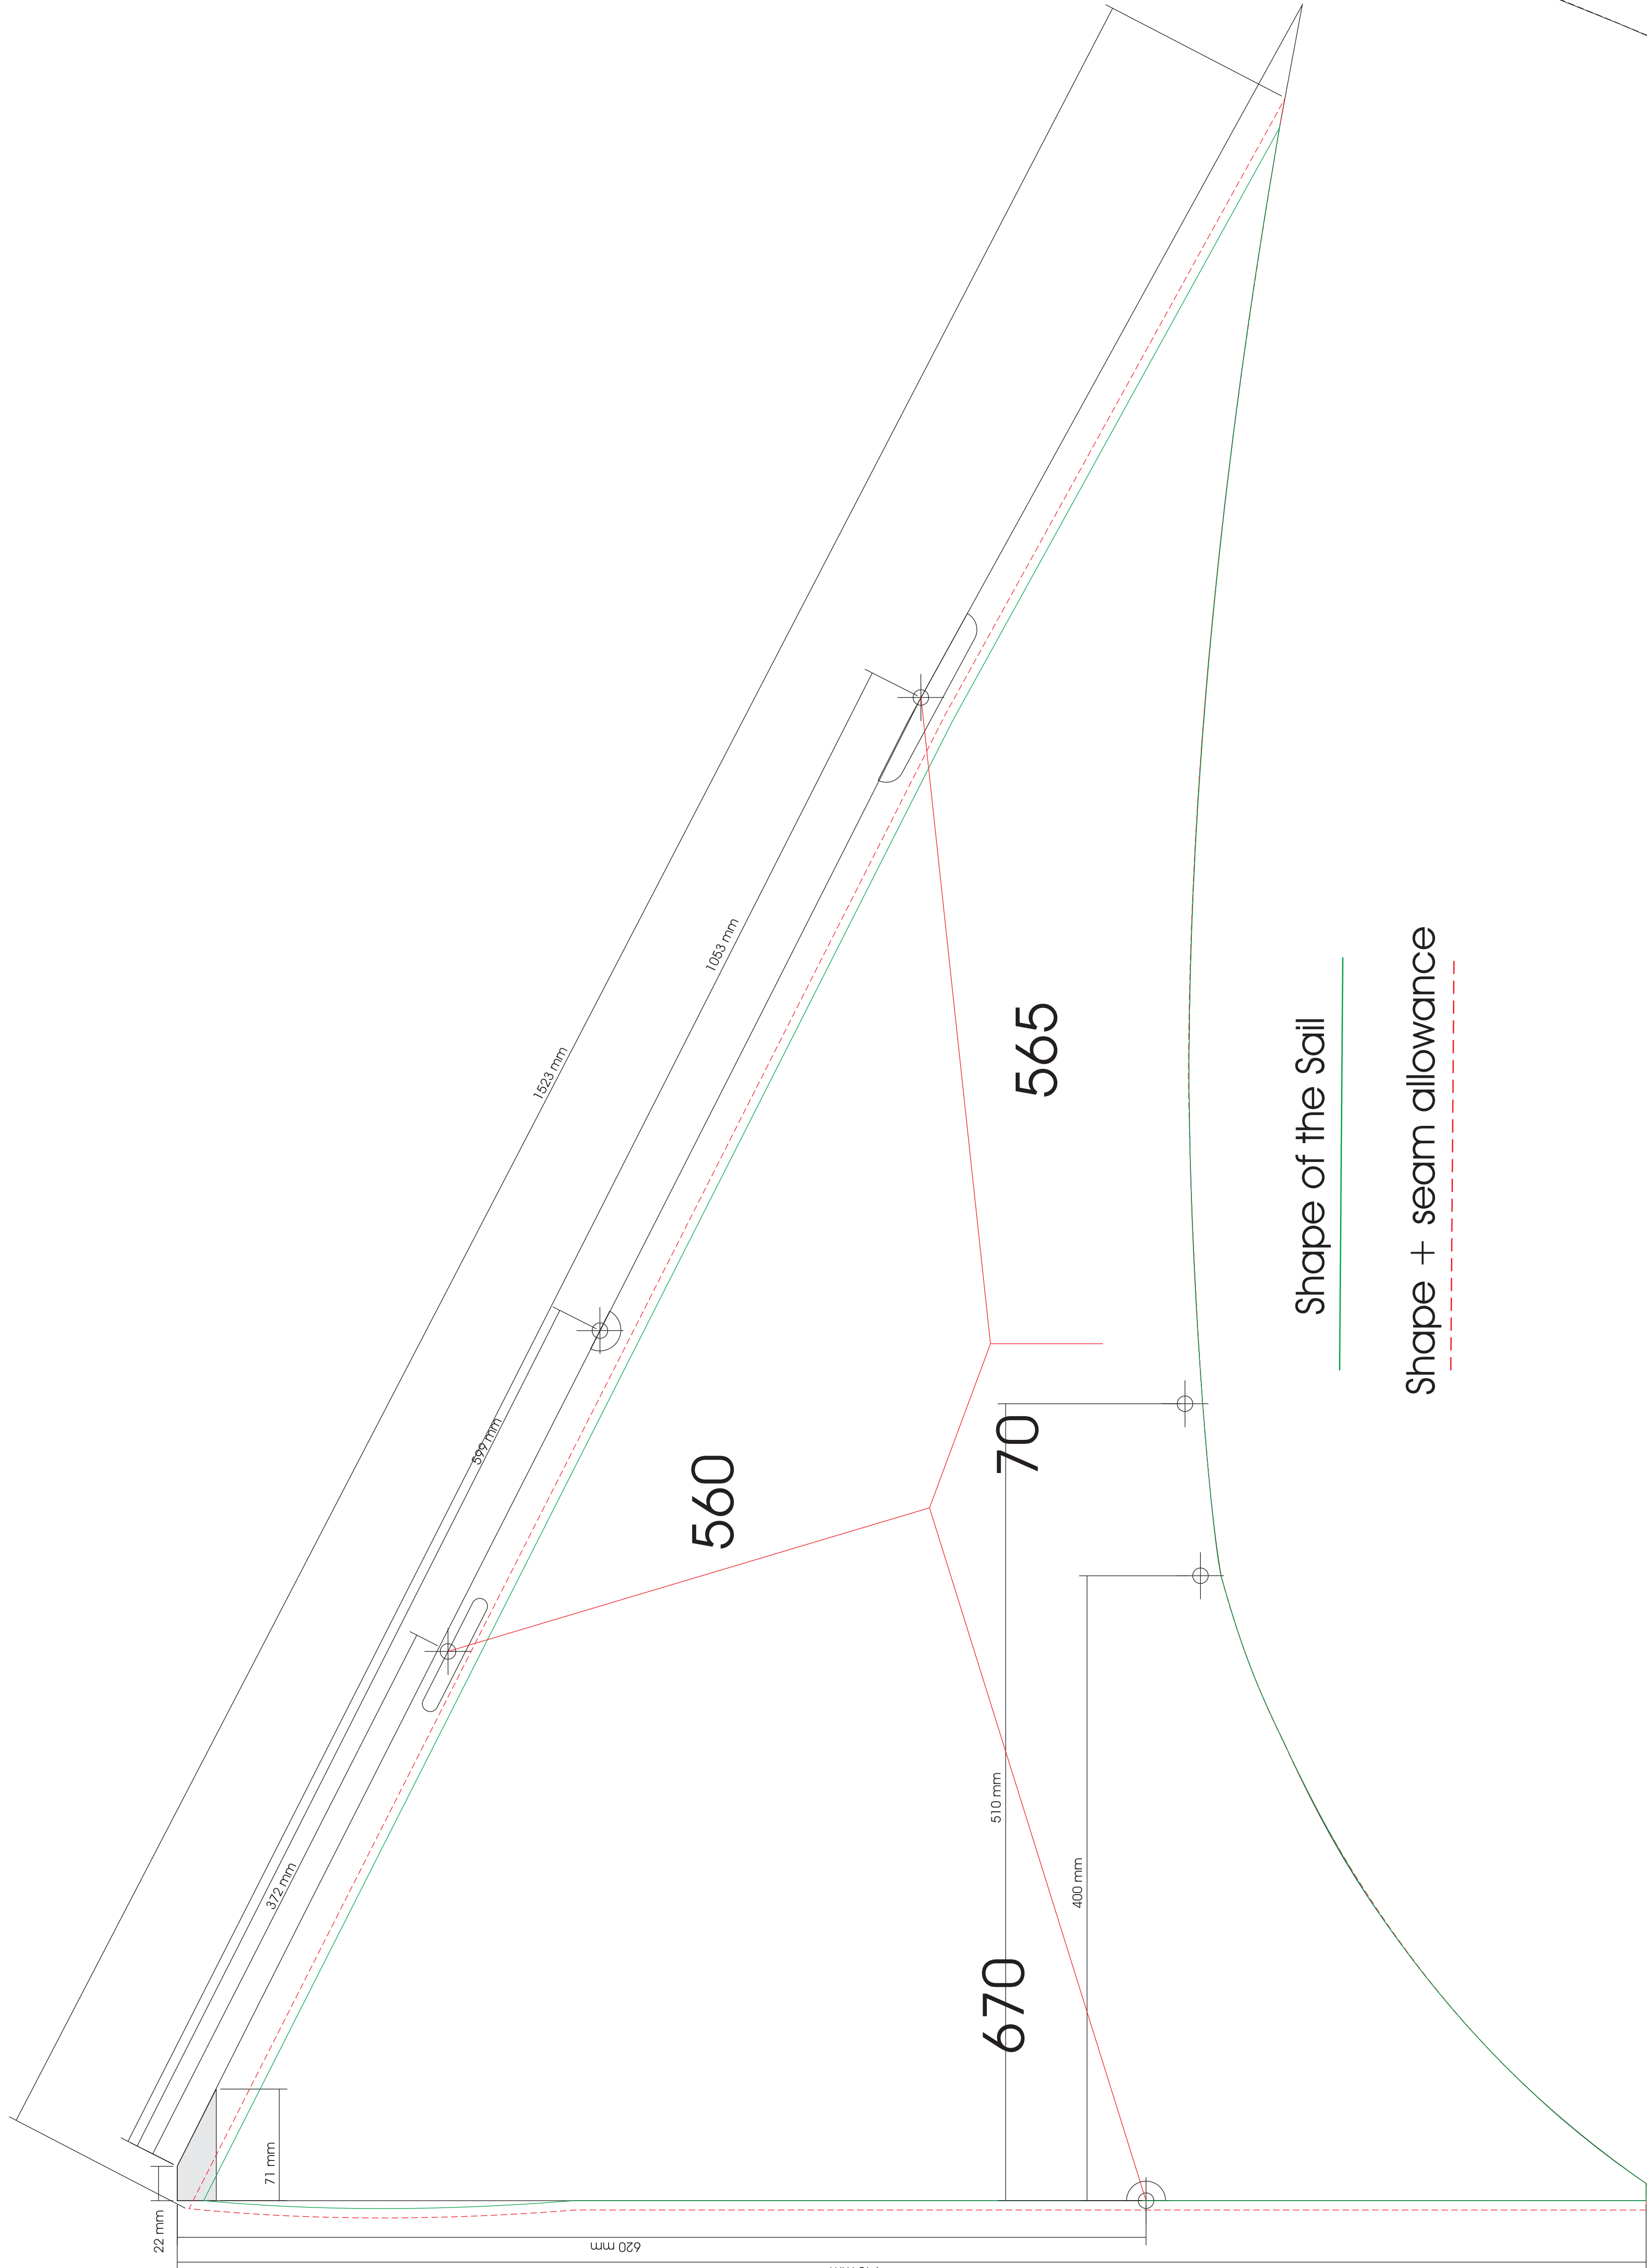 1523 mm
1053 mm
599 mm
372 mm
565
560
70
670
510 mm
400 mm
71 mm
22 mm
620 mm
Shape of the Sail
Shape + seam allowance